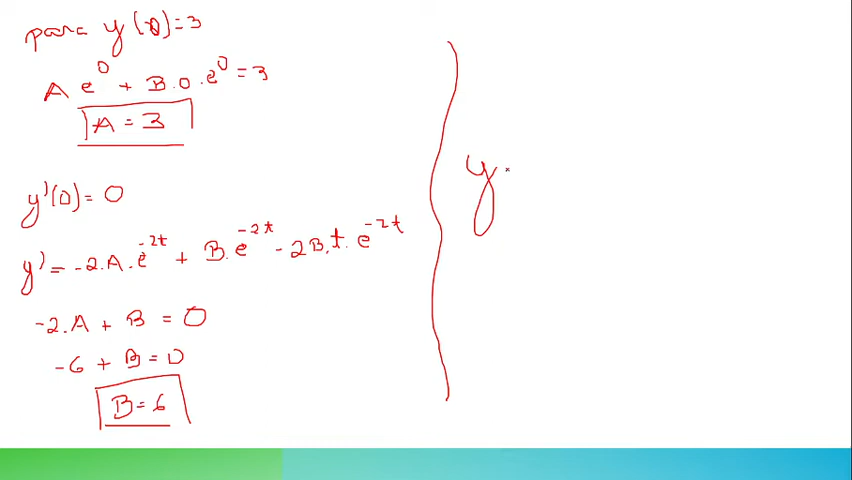 para y(0)=3
A e^0 + B.0.e^0 = 3
A = 3
y'(0) = 0
y' = -2.A.e^-2t + B.e^-2t - 2B.t.e^-2t
-2.A + B = 0
-6 + B = 0
B = 6
y